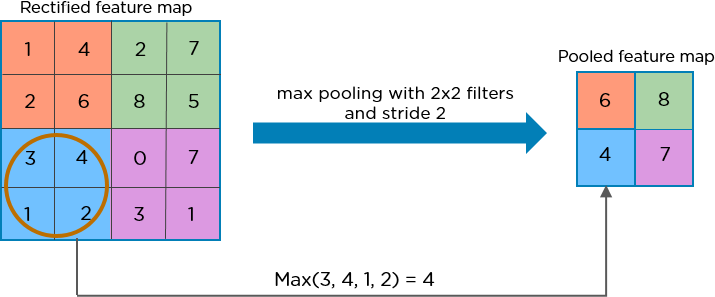 Rectified feature map
1 4 2 7
2 6 8 5
3 4 0 7
1 2 3 1
max pooling with 2x2 filters
and stride 2
Pooled feature map
6 8
4 7
Max(3, 4, 1, 2) = 4